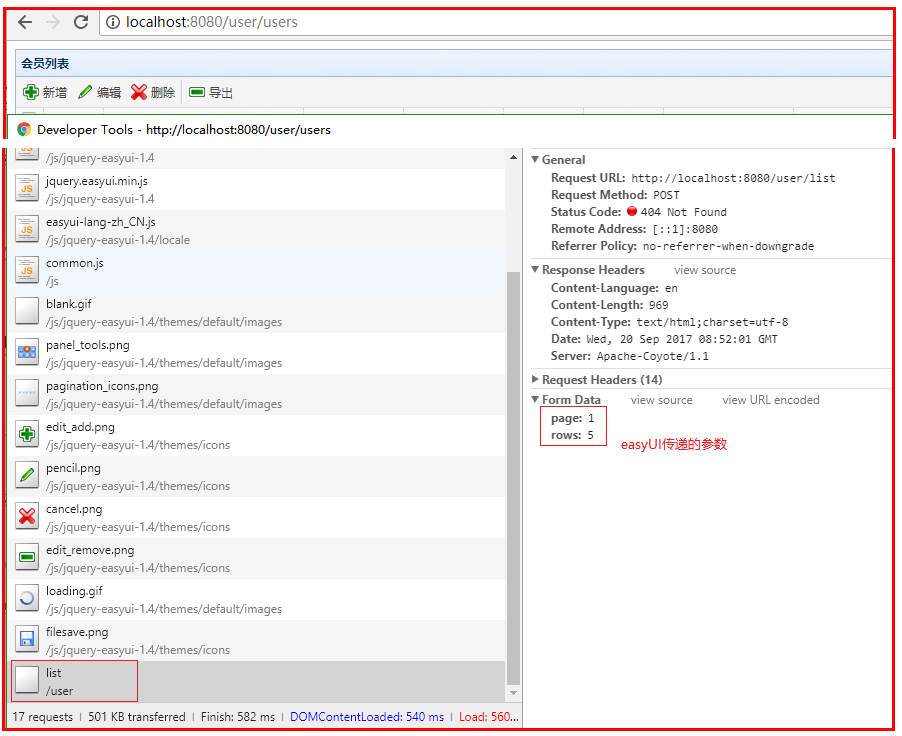 localhost:8080/user/users
会员列表
新增 编辑 删除 导出
Developer Tools - http://localhost:8080/user/users
JS
/js/jquery-easyui-1.4
JS
jquery.easyui.min.js
/js/jquery-easyui-1.4
JS
easyui-lang-zh_CN.js
/js/jquery-easyui-1.4/locale
JS
common.js
/js
blank.gif
/js/jquery-easyui-1.4/themes/default/images
panel_tools.png
/js/jquery-easyui-1.4/themes/default/images
pagination_icons.png
/js/jquery-easyui-1.4/themes/default/images
edit_add.png
/js/jquery-easyui-1.4/themes/icons
pencil.png
/js/jquery-easyui-1.4/themes/icons
cancel.png
/js/jquery-easyui-1.4/themes/icons
edit_remove.png
/js/jquery-easyui-1.4/themes/icons
loading.gif
/js/jquery-easyui-1.4/themes/default/images
filesave.png
/js/jquery-easyui-1.4/themes/icons
list
/user
17 requests | 501 KB transferred | Finish: 582 ms | DOMContentLoaded: 540 ms | Load: 560...
General
Request URL: http://localhost:8080/user/list
Request Method: POST
Status Code: 404 Not Found
Remote Address: [::1]:8080
Referrer Policy: no-referrer-when-downgrade
Response Headers view source
Content-Language: en
Content-Length: 969
Content-Type: text/html;charset=utf-8
Date: Wed, 20 Sep 2017 08:52:01 GMT
Server: Apache-Coyote/1.1
Request Headers (14)
Form Data view source view URL encoded
page: 1
rows: 5
easyUI传递的参数